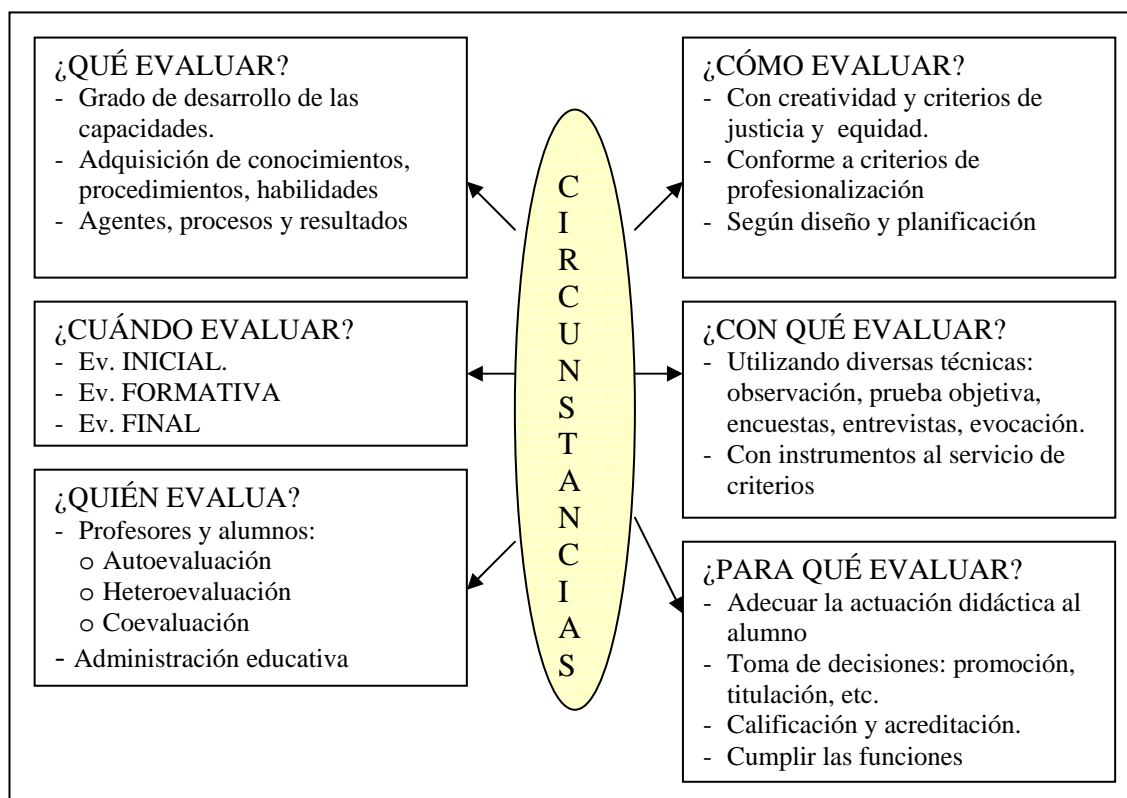 ¿QUÉ EVALUAR?
- Grado de desarrollo de las
capacidades.
- Adquisición de conocimientos,
procedimientos, habilidades
- Agentes, procesos y resultados
¿CUÁNDO EVALUAR?
- Ev. INICIAL.
- Ev. FORMATIVA
- Ev. FINAL
¿QUIÉN EVALUA?
- Profesores y alumnos:
o Autoevaluación
o Heteroevaluación
o Coevaluación
- Administración educativa
C
I
R
C
U
N
S
T
A
N
C
I
A
S
¿CÓMO EVALUAR?
- Con creatividad y criterios de
justicia y equidad.
- Conforme a criterios de
profesionalización
- Según diseño y planificación
¿CON QUÉ EVALUAR?
- Utilizando diversas técnicas:
observación, prueba objetiva,
encuestas, entrevistas, evocación.
- Con instrumentos al servicio de
criterios
¿PARA QUÉ EVALUAR?
- Adecuar la actuación didáctica al
alumno
- Toma de decisiones: promoción,
titulación, etc.
- Calificación y acreditación.
- Cumplir las funciones